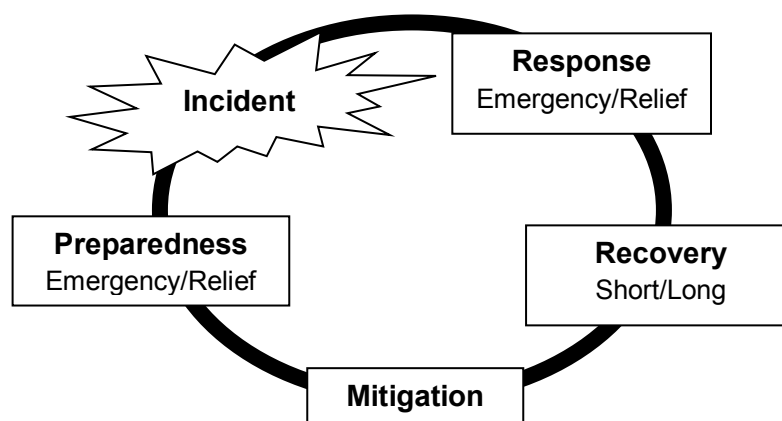 Incident
Response
Emergency/Relief
Preparedness
Emergency/Relief
Recovery
Short/Long
Mitigation